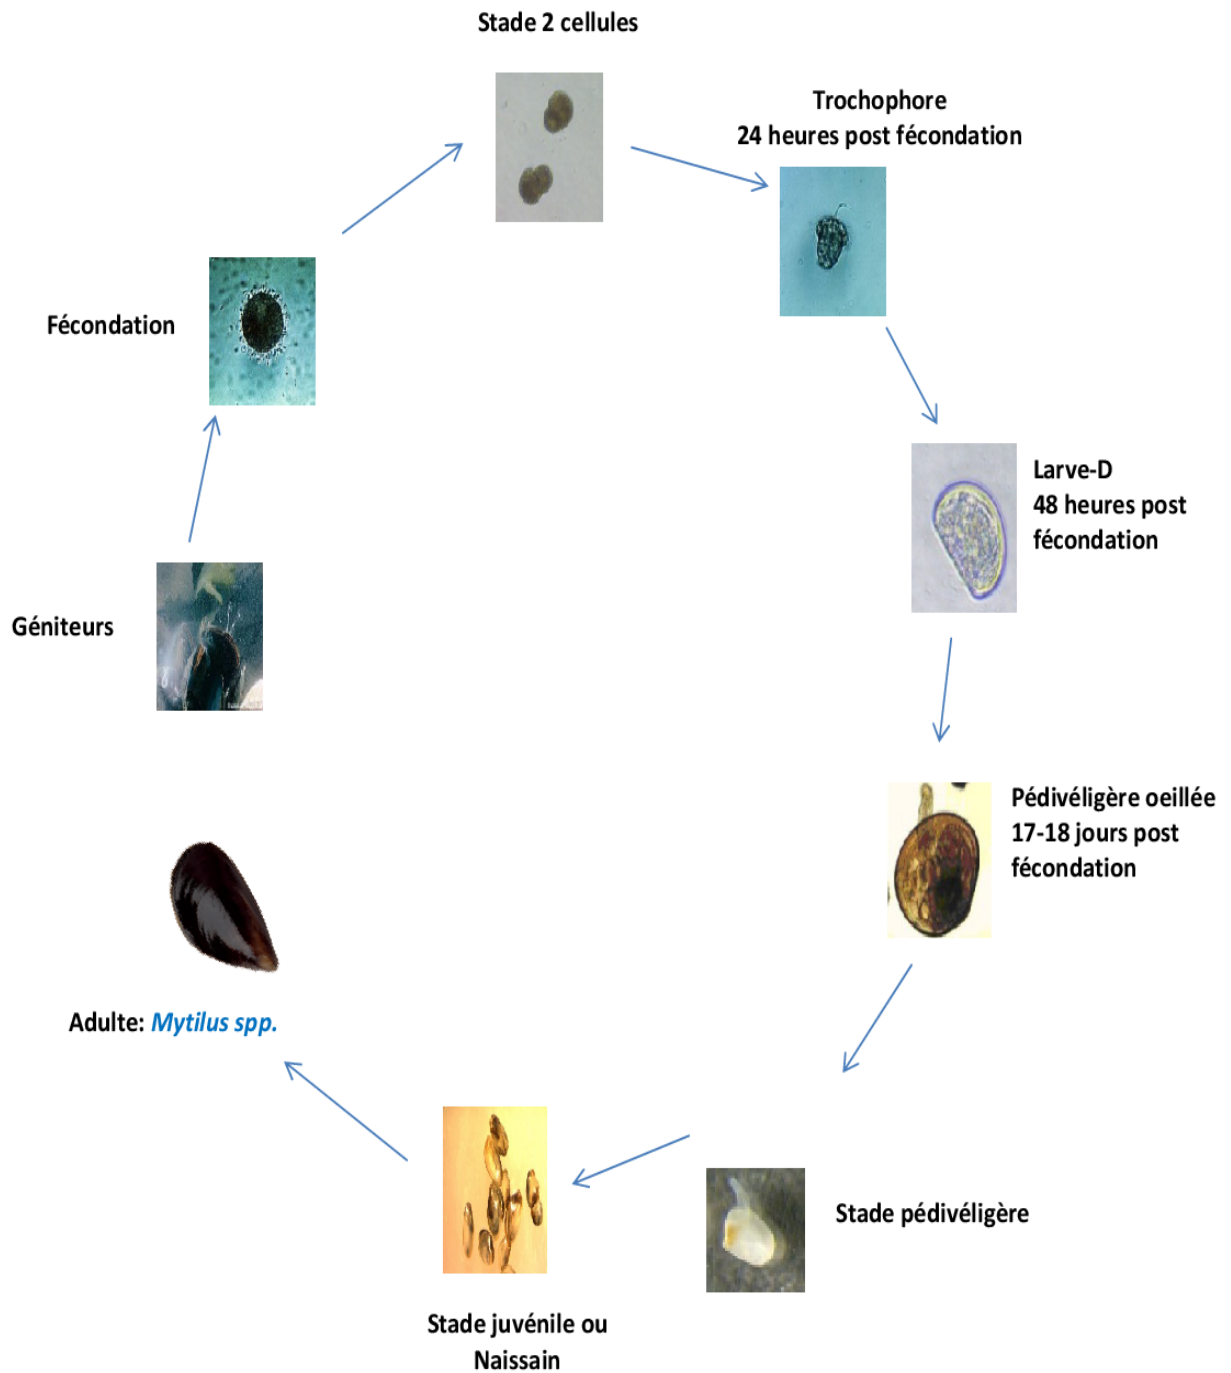 Stade 2 cellules
Trochophore
24 heures post fécondation
Fécondation
Larve-D
48 heures post
fécondation
Géniteurs
Pédivéligère oeillée
17-18 jours post
fécondation
Adulte: Mytilus spp.
Stade pédivéligère
Stade juvénile ou
Naissain